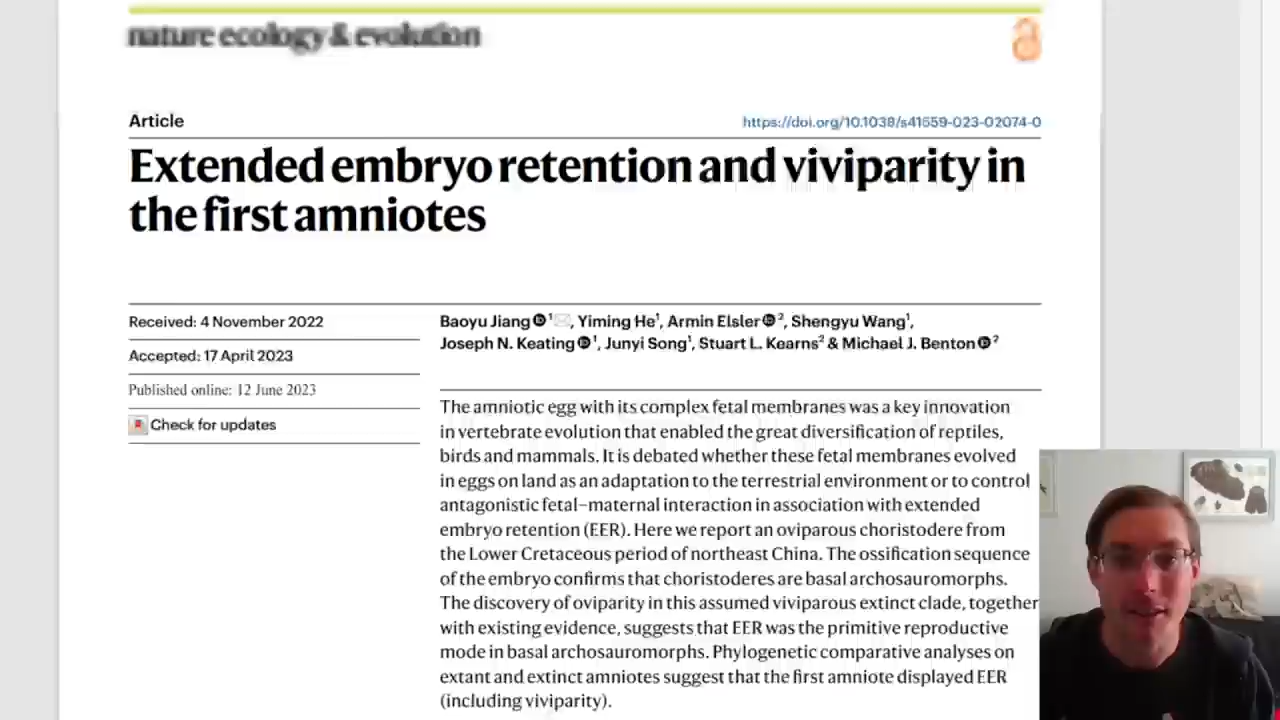 nature ecology & evolution
Article
https://doi.org/10.1038/s41559-023-02074-0
Extended embryo retention and viviparity in
the first amniotes
Received: 4 November 2022
Accepted: 17 April 2023
Published online: 12 June 2023
Check for updates
Baoyu Jiang 1, Yiming He1, Armin Elsler 2, Shengyu Wang1,
Joseph N. Keating 1, Junyi Song1, Stuart L. Kearns2 & Michael J. Benton 2
The amniotic egg with its complex fetal membranes was a key innovation
in vertebrate evolution that enabled the great diversification of reptiles,
birds and mammals. It is debated whether these fetal membranes evolved
in eggs on land as an adaptation to the terrestrial environment or to control
antagonistic fetal–maternal interaction in association with extended
embryo retention (EER). Here we report an oviparous choristodere from
the Lower Cretaceous period of northeast China. The ossification sequence
of the embryo confirms that choristoderes are basal archosauromorphs.
The discovery of oviparity in this assumed viviparous extinct clade, together
with existing evidence, suggests that EER was the primitive reproductive
mode in basal archosauromorphs. Phylogenetic comparative analyses on
extant and extinct amniotes suggest that the first amniote displayed EER
(including viviparity).